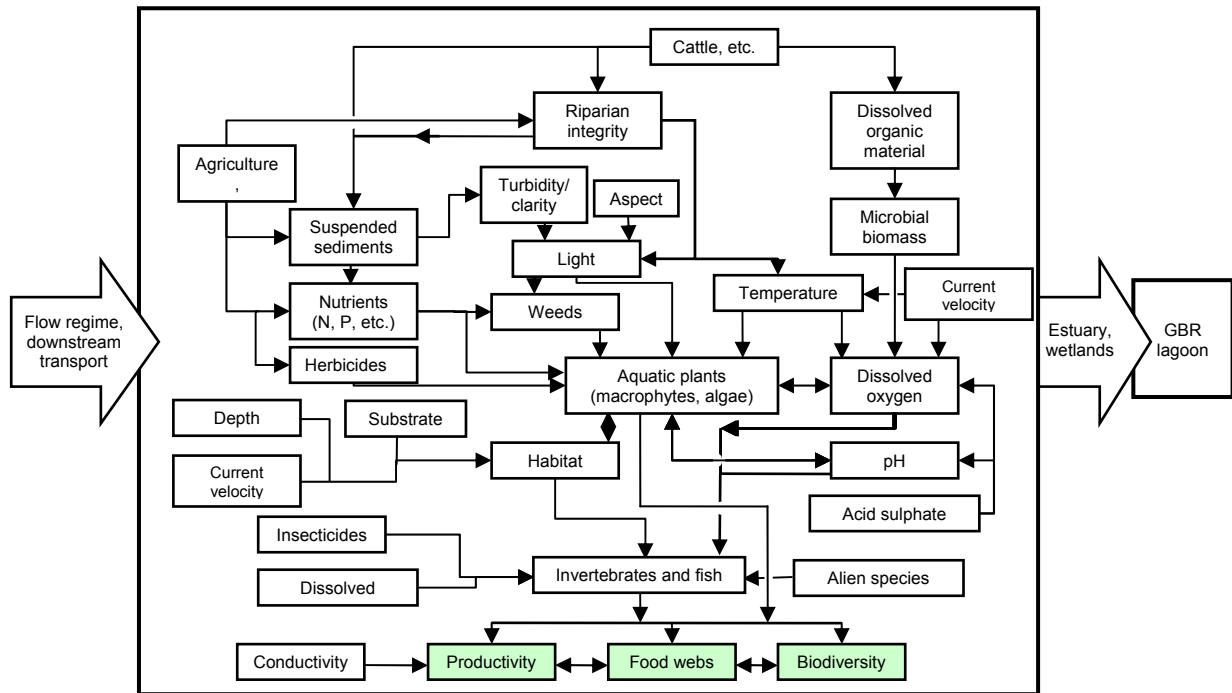 Cattle, etc.
Riparian
integrity
Dissolved
organic
material
Agriculture
,
Turbidity/
clarity
Aspect
Suspended
sediments
Microbial
biomass
Light
Nutrients
(N, P, etc.)
Weeds
Temperature
Current
velocity
Flow regime,
downstream
transport
Estuary,
wetlands
GBR
lagoon
Herbicides
Aquatic plants
(macrophytes, algae)
Dissolved
oxygen
Depth
Substrate
Current
velocity
Habitat
pH
Acid sulphate
Insecticides
Dissolved
Invertebrates and fish
Alien species
Conductivity
Productivity
Food webs
Biodiversity